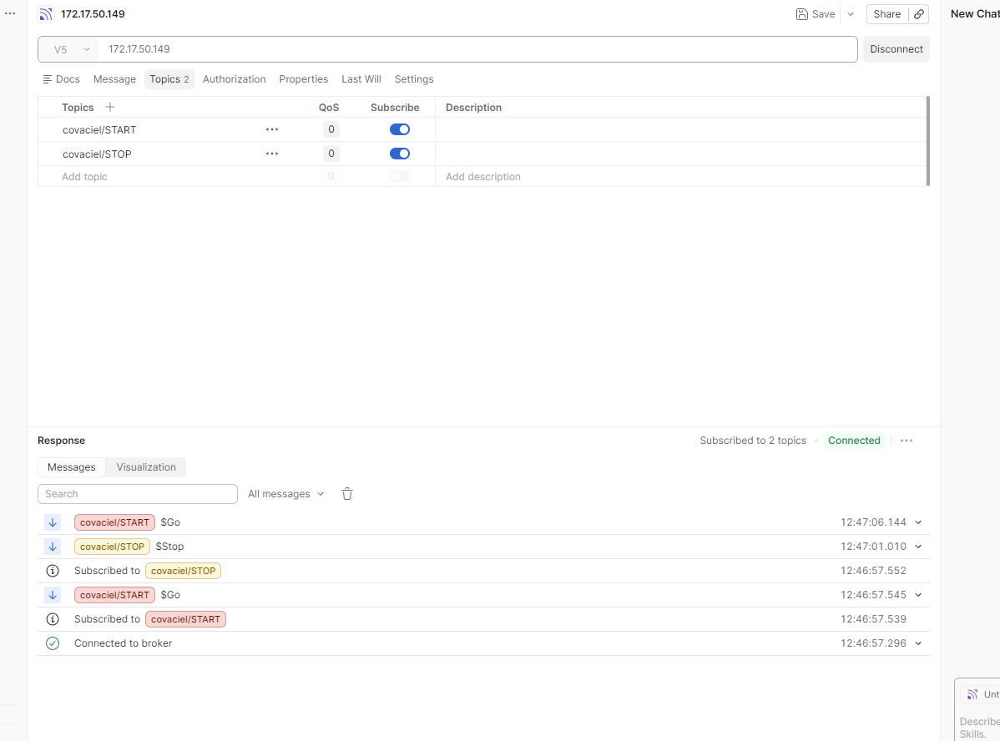 172.17.50.149 Save Share New Chat
V5 172.17.50.149 Disconnect
Docs Message Topics 2 Authorization Properties Last Will Settings
Topics QoS Subscribe Description
covaciel/START 0
covaciel/STOP 0
Add topic 0 Add description
Response Subscribed to 2 topics Connected
Messages Visualization
Search All messages
covaciel/START $Go 12:47:06.144
covaciel/STOP $Stop 12:47:01.010
Subscribed to covaciel/STOP 12:46:57.552
covaciel/START $Go 12:46:57.545
Subscribed to covaciel/START 12:46:57.539
Connected to broker 12:46:57.296
Unt
Describe
Skills.